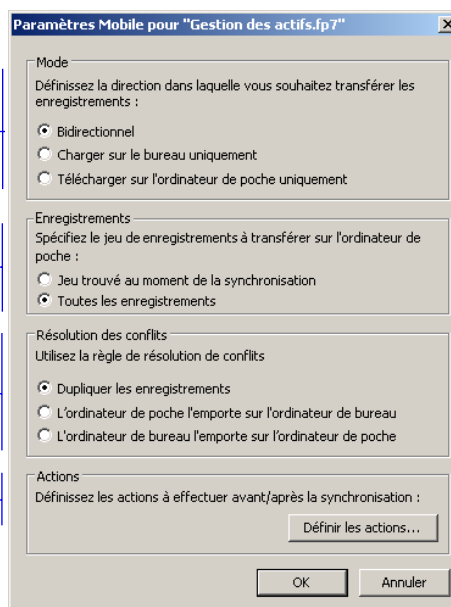 Paramètres Mobile pour "Gestion des actifs.fp7"
Mode
Définissez la direction dans laquelle vous souhaitez transférer les
enregistrements :
Bidirectionnel
Charger sur le bureau uniquement
Télécharger sur l'ordinateur de poche uniquement
Enregistrements
Spécifiez le jeu de enregistrements à transférer sur l'ordinateur de
poche :
Jeu trouvé au moment de la synchronisation
Toutes les enregistrements
Résolution des conflits
Utilisez la règle de résolution de conflits
Dupliquer les enregistrements
L'ordinateur de poche l'emporte sur l'ordinateur de bureau
L'ordinateur de bureau l'emporte sur l'ordinateur de poche
Actions
Définissez les actions à effectuer avant/après la synchronisation :
Définir les actions...
OK
Annuler